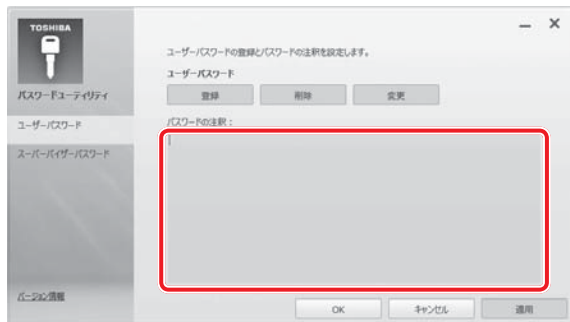 TOSHIBA
パスワードユーティリティ
ユーザーパスワード
スーパーバイザーパスワード
バージョン情報
ユーザーパスワードの登録とパスワードの注釈を設定します。
ユーザーパスワード
登録 削除 変更
パスワードの注釈：
OK キャンセル 適用